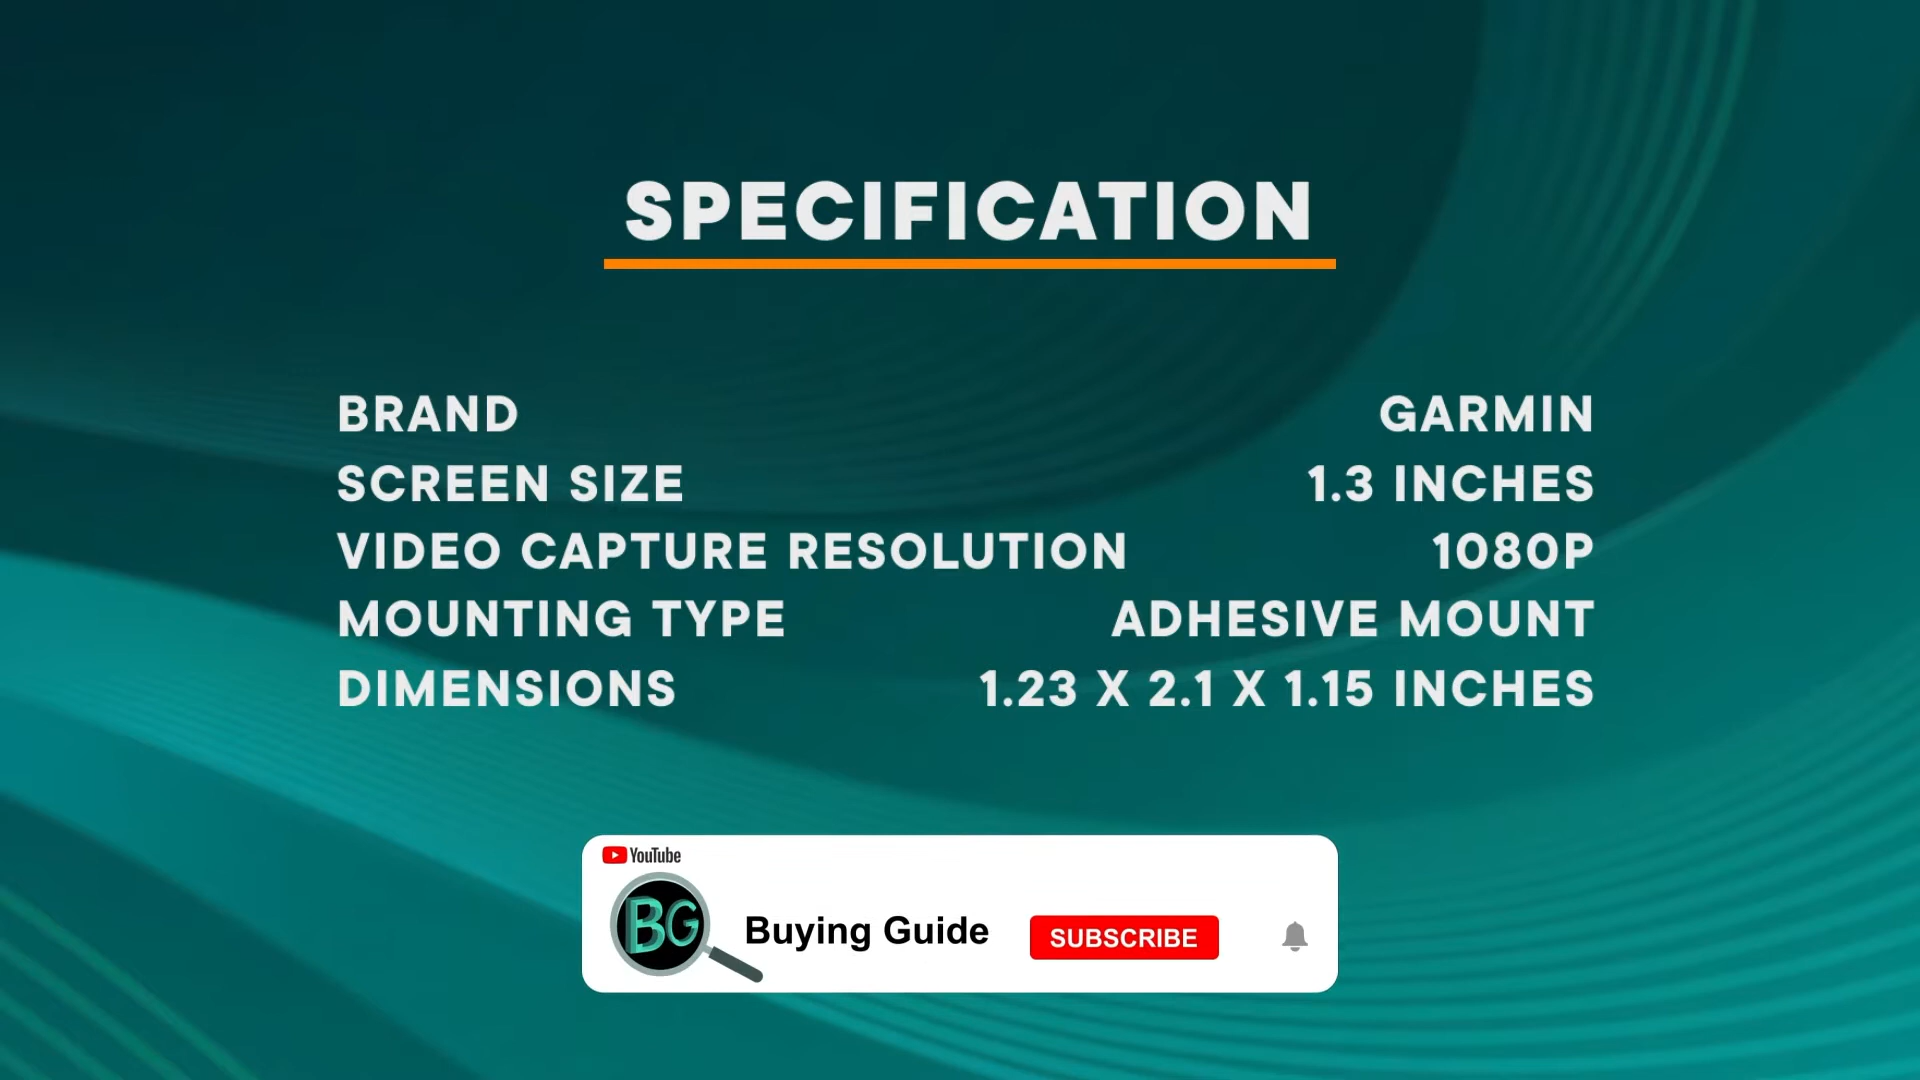 SPECIFICATION
BRAND GARMIN
SCREEN SIZE 1.3 INCHES
VIDEO CAPTURE RESOLUTION 1080P
MOUNTING TYPE ADHESIVE MOUNT
DIMENSIONS 1.23 X 2.1 X 1.15 INCHES
YouTube
BG
Buying Guide SUBSCRIBE